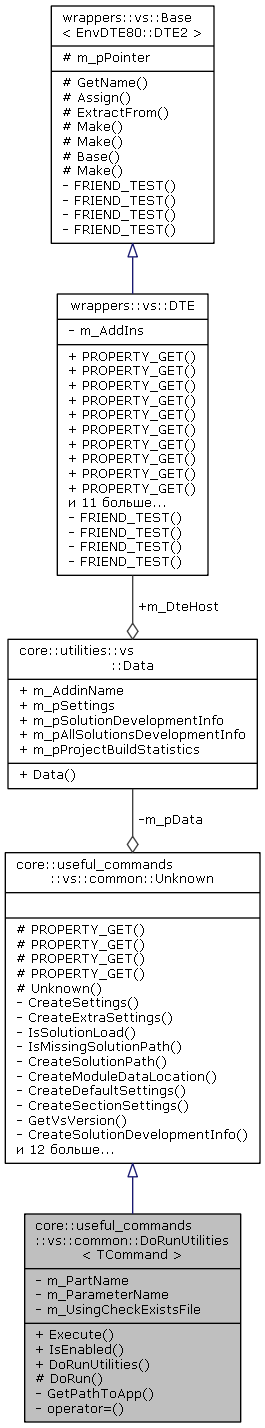 wrappers::vs::Base
< EnvDTE80::DTE2 >
# m_pPointer
# GetName()
# Assign()
# ExtractFrom()
# Make()
# Make()
# Base()
# Make()
- FRIEND_TEST()
- FRIEND_TEST()
- FRIEND_TEST()
- FRIEND_TEST()
wrappers::vs::DTE
- m_AddIns
+ PROPERTY_GET()
+ PROPERTY_GET()
+ PROPERTY_GET()
+ PROPERTY_GET()
+ PROPERTY_GET()
+ PROPERTY_GET()
+ PROPERTY_GET()
+ PROPERTY_GET()
+ PROPERTY_GET()
+ PROPERTY_GET()
и 11 больше...
- FRIEND_TEST()
- FRIEND_TEST()
- FRIEND_TEST()
- FRIEND_TEST()
+m_DteHost
core::utilities::vs
::Data
+ m_AddinName
+ m_pSettings
+ m_pSolutionDevelopmentInfo
+ m_pAllSolutionsDevelopmentInfo
+ m_pProjectBuildStatistics
+ Data()
-m_pData
core::useful_commands
::vs::common::Unknown
# PROPERTY_GET()
# PROPERTY_GET()
# PROPERTY_GET()
# PROPERTY_GET()
# Unknown()
- CreateSettings()
- CreateExtraSettings()
- IsSolutionLoad()
- IsMissingSolutionPath()
- CreateSolutionPath()
- CreateModuleDataLocation()
- CreateDefaultSettings()
- CreateSectionSettings()
- GetVsVersion()
- CreateSolutionDevelopmentInfo()
и 12 больше...
core::useful_commands
::vs::common::DoRunUtilities
< TCommand >
- m_PartName
- m_ParameterName
- m_UsingCheckExistsFile
+ Execute()
+ IsEnabled()
+ DoRunUtilities()
# DoRun()
- GetPathToApp()
- operator=()